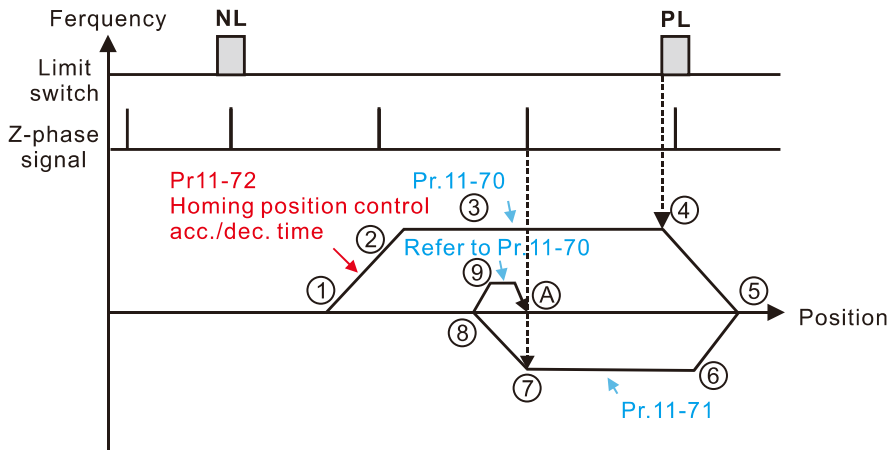 Ferquency
NL
PL
Limit
switch
Z-phase
signal
Pr11-72
Homing position control
acc./dec. time
Pr.11-70
③
④
②
Refer to Pr.11-70
⑨
①
Ⓐ
⑤
Position
⑧
⑦
⑥
Pr.11-71